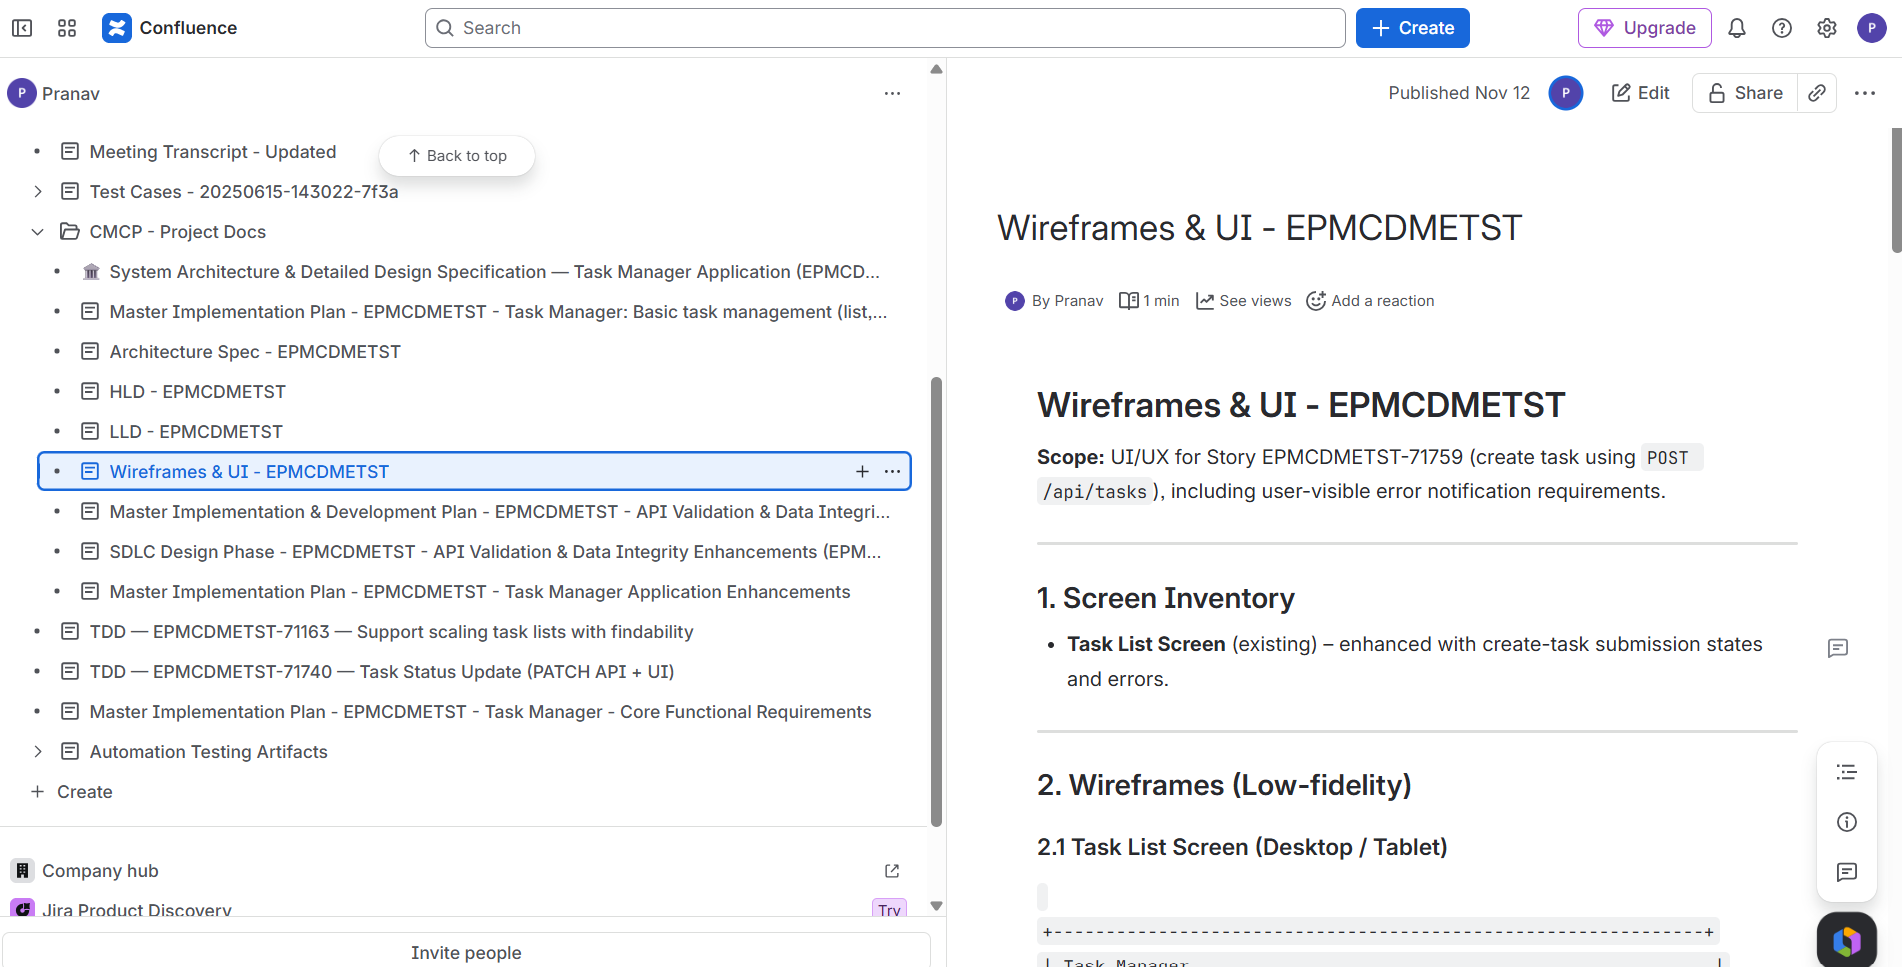 Confluence
Search
Create
Upgrade
P
P Pranav
Meeting Transcript - Updated
Back to top
Test Cases - 20250615-143022-7f3a
CMCP - Project Docs
System Architecture & Detailed Design Specification — Task Manager Application (EPMCD...
Master Implementation Plan - EPMCDMETST - Task Manager: Basic task management (list,...
Architecture Spec - EPMCDMETST
HLD - EPMCDMETST
LLD - EPMCDMETST
Wireframes & UI - EPMCDMETST
Master Implementation & Development Plan - EPMCDMETST - API Validation & Data Integri...
SDLC Design Phase - EPMCDMETST - API Validation & Data Integrity Enhancements (EPM...
Master Implementation Plan - EPMCDMETST - Task Manager Application Enhancements
TDD — EPMCDMETST-71163 — Support scaling task lists with findability
TDD — EPMCDMETST-71740 — Task Status Update (PATCH API + UI)
Master Implementation Plan - EPMCDMETST - Task Manager - Core Functional Requirements
Automation Testing Artifacts
Create
Company hub
Jira Product Discovery
Try
Invite people
Published Nov 12
P
Edit
Share
Wireframes & UI - EPMCDMETST
P By Pranav 1 min See views Add a reaction
Wireframes & UI - EPMCDMETST
Scope: UI/UX for Story EPMCDMETST-71759 (create task using POST
/api/tasks), including user-visible error notification requirements.
1. Screen Inventory
• Task List Screen (existing) – enhanced with create-task submission states
and errors.
2. Wireframes (Low-fidelity)
2.1 Task List Screen (Desktop / Tablet)
+---------------------------------------------------------------+
| Task Manager |